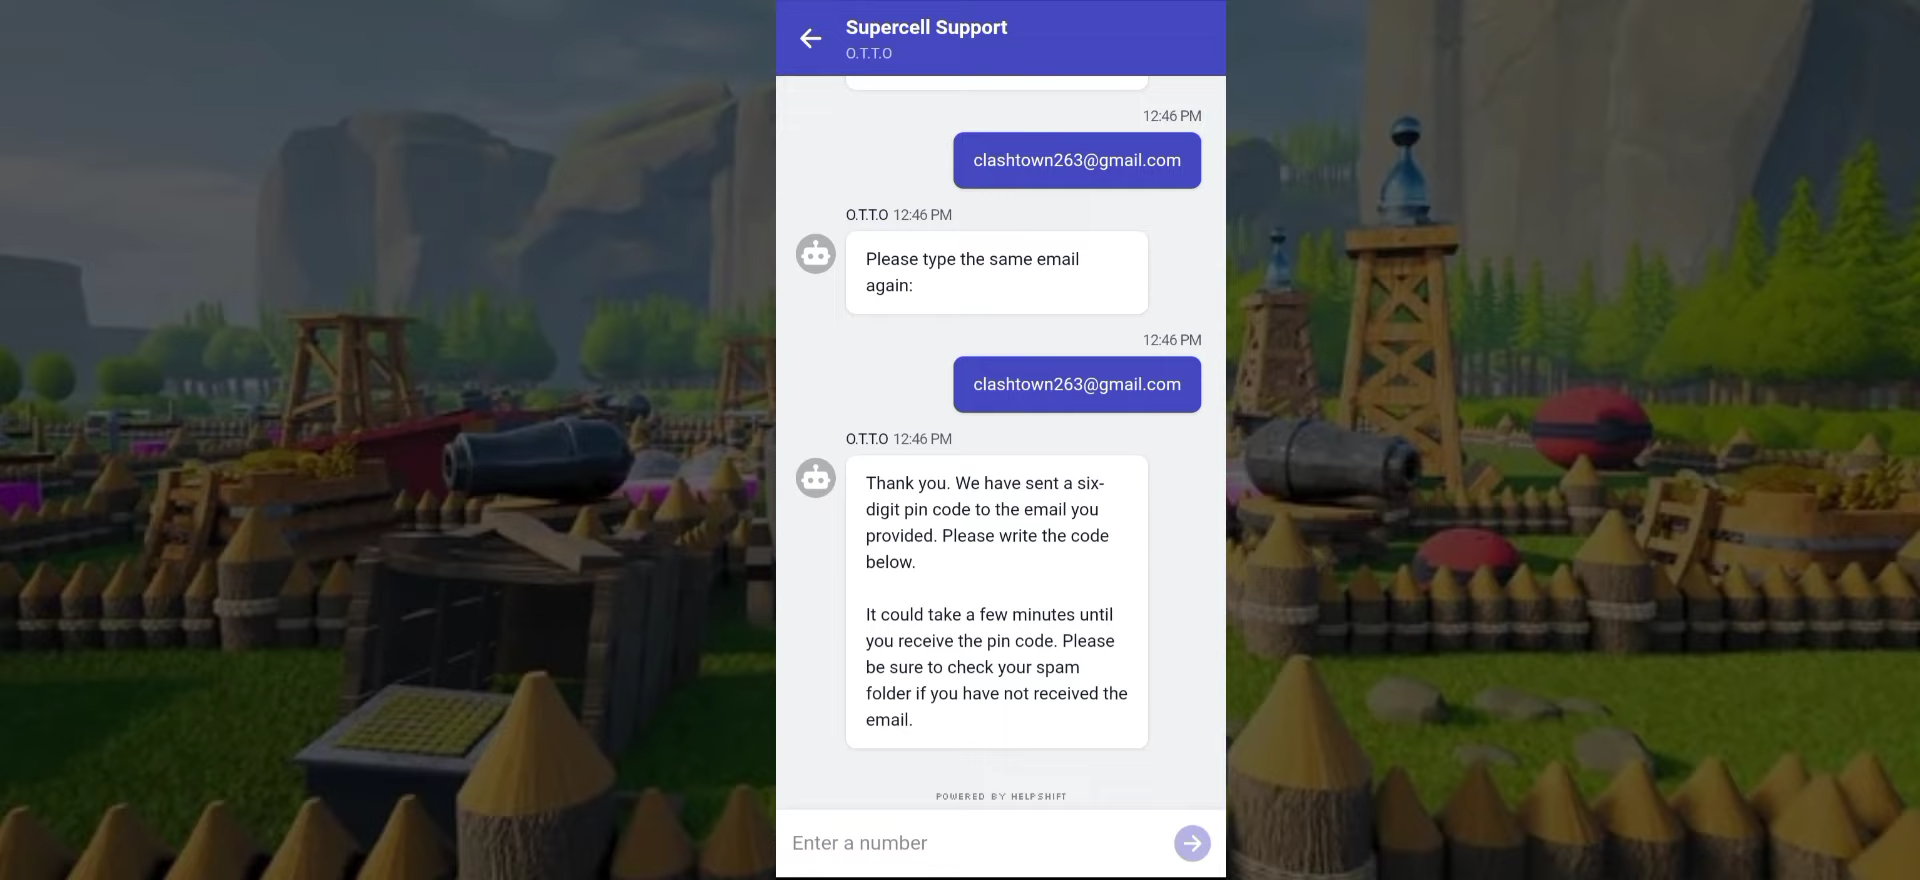 Supercell Support
O.T.T.O
12:46 PM
clashtown263@gmail.com
O.T.T.O 12:46 PM
Please type the same email
again:
12:46 PM
clashtown263@gmail.com
O.T.T.O 12:46 PM
Thank you. We have sent a six-
digit pin code to the email you
provided. Please write the code
below.
It could take a few minutes until
you receive the pin code. Please
be sure to check your spam
folder if you have not received the
email.
POWERED BY HELPSHIFT
Enter a number